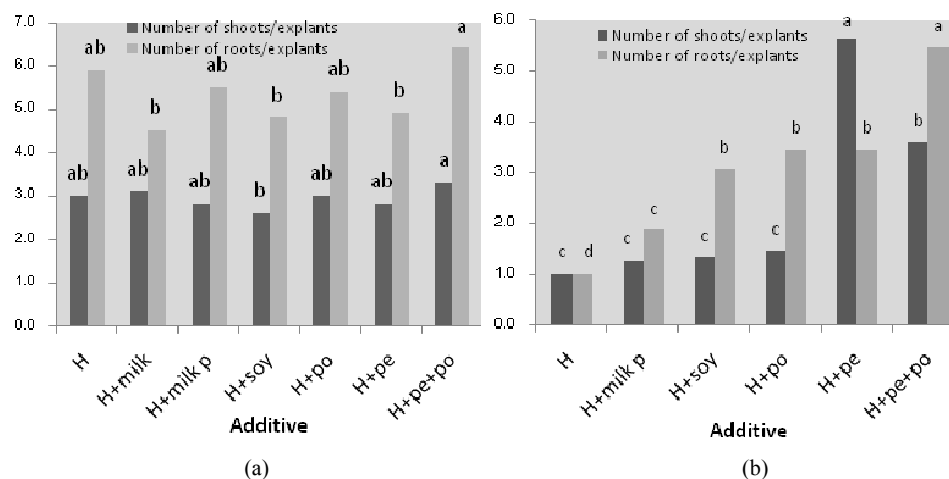 7.0
6.0
5.0
4.0
3.0
2.0
1.0
0.0
Number of shoots/explants
Number of roots/explants
ab
ab
b
ab
ab
ab
b
b
ab
ab
b
ab
a
a
H
H+milk
H+milk p
H+soy
H+po
H+pe
H+pe+po
Additive
(a)
6.0
5.0
4.0
3.0
2.0
1.0
0.0
Number of shoots/explants
Number of roots/explants
c
d
c
c
c
b
c
b
a
b
b
a
H
H+milk p
H+soy
H+po
H+pe
H+pe+po
Additive
(b)